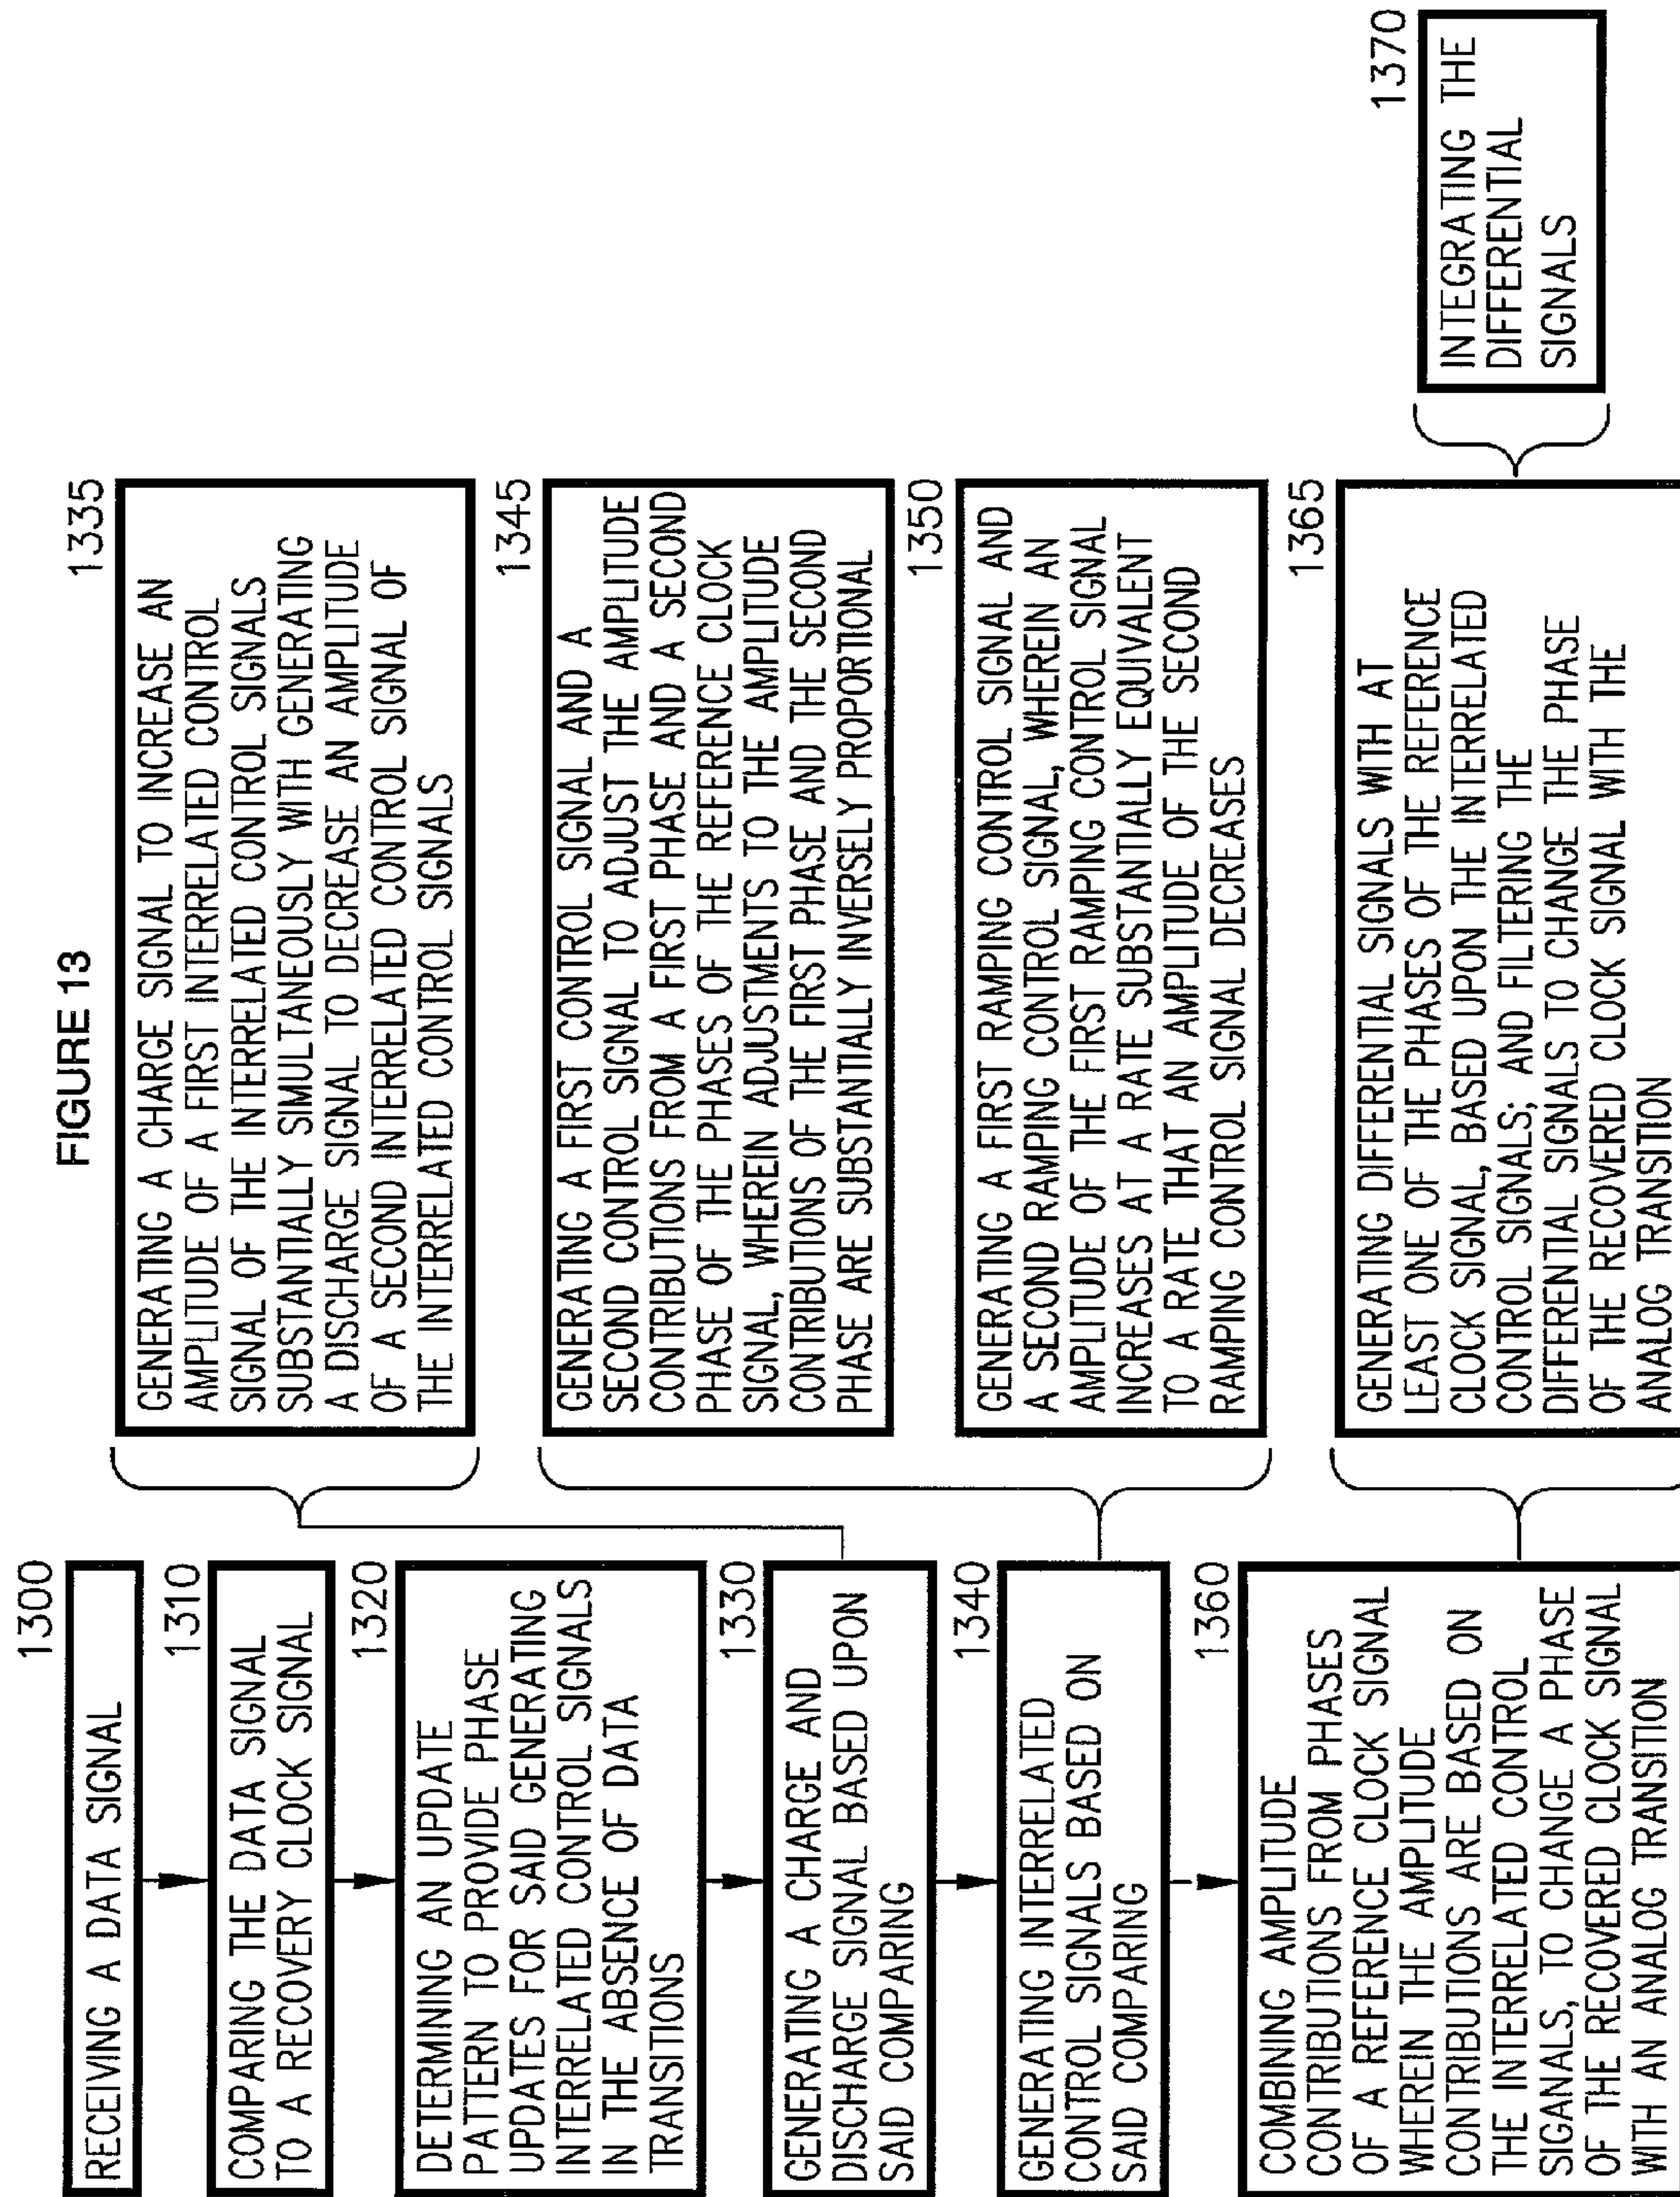 FIGURE 13
1300
RECEIVING A DATA SIGNAL
1310
COMPARING THE DATA SIGNAL
TO A RECOVERY CLOCK SIGNAL
1320
DETERMINING AN UPDATE
PATTERN TO PROVIDE PHASE
UPDATES FOR SAID GENERATING
INTERRELATED CONTROL SIGNALS
IN THE ABSENCE OF DATA
TRANSITIONS
1330
GENERATING A CHARGE AND
DISCHARGE SIGNAL BASED UPON
SAID COMPARING
1340
GENERATING INTERRELATED
CONTROL SIGNALS BASED ON
SAID COMPARING
1360
COMBINING AMPLITUDE
CONTRIBUTIONS FROM PHASES
OF A REFERENCE CLOCK SIGNAL
WHEREIN THE AMPLITUDE
CONTRIBUTIONS ARE BASED ON
THE INTERRELATED CONTROL
SIGANALS, TO CHANGE A PHASE
OF THE RECOVERED CLOCK SIGNAL
WITH AN ANALOG TRANSITION
1335
GENERATING A CHARGE SIGNAL TO INCREASE AN
AMPLITUDE OF A FIRST INTERRELATED CONTROL
SIGNAL OF THE INTERRELATED CONTROL SIGNALS
SUBSTANTIALLY SIMULTANEOUSLY WITH GENERATING
A DISCHARGE SIGNAL TO DECREASE AN AMPLITUDE
OF A SECOND INTERRELATED CONTROL SIGNAL OF
THE INTERRELATED CONTROL SIGNALS
1345
GENERATING A FIRST CONTROL SIGNAL AND A
SECOND CONTROL SIGNAL TO ADJUST THE AMPLITUDE
CONTRIBUTIONS FROM A FIRST PHASE AND A SECOND
PHASE OF THE PHASES OF THE REFERENCE CLOCK
SIGNAL, WHEREIN ADJUSTMENTS TO THE AMPLITUDE
CONTRIBUTIONS OF THE FIRST PHASE AND THE SECOND
PHASE ARE SUBSTANTIALLY INVERSELY PROPORTIONAL
1350
GENERATING A FIRST RAMPING CONTROL SIGNAL AND
A SECOND RAMPING CONTROL SIGNAL, WHEREIN AN
AMPLITUDE OF THE FIRST RAMPING CONTROL SIGNAL
INCREASES AT A RATE SUBSTANTIALLY EQUIVALENT
TO A RATE THAT AN AMPLITUDE OF THE SECOND
RAMPING CONTROL SIGNAL DECREASES
1365
GENERATING DIFFERENTIAL SIGNALS WITH AT
LEAST ONE OF THE PHASES OF THE REFERENCE
CLOCK SIGNAL, BASED UPON THE INTERRELATED
CONTROL SIGNALS; AND FILTERING THE
DIFFERENTIAL SIGNALS TO CHANGE THE PHASE
OF THE RECOVERED CLOCK SIGNAL WITH THE
ANALOG TRANSITION
1370
INTEGRATING THE
DIFFERENTIAL
SIGNALS